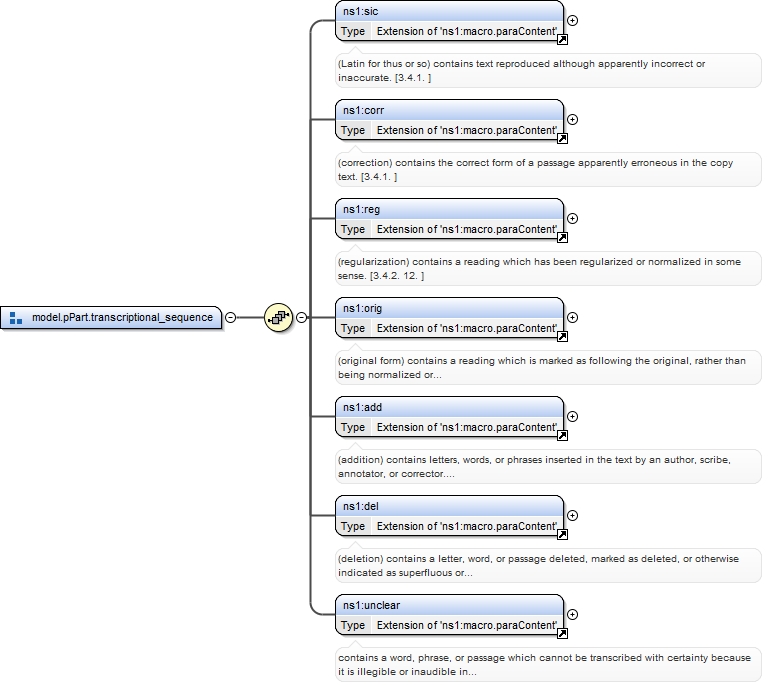 ns1:sic
Type Extension of 'ns1:macro.paraContent'
(Latin for thus or so) contains text reproduced although apparently incorrect or
inaccurate. [3.4.1. ]
ns1:corr
Type Extension of 'ns1:macro.paraContent'
(correction) contains the correct form of a passage apparently erroneous in the copy
text. [3.4.1. ]
ns1:reg
Type Extension of 'ns1:macro.paraContent'
(regularization) contains a reading which has been regularized or normalized in some
sense. [3.4.2. 12. ]
model.pPart.transcriptional_sequence
ns1:orig
Type Extension of 'ns1:macro.paraContent'
(original form) contains a reading which is marked as following the original, rather than
being normalized or...
ns1:add
Type Extension of 'ns1:macro.paraContent'
(addition) contains letters, words, or phrases inserted in the text by an author, scribe,
annotator, or corrector....
ns1:del
Type Extension of 'ns1:macro.paraContent'
(deletion) contains a letter, word, or passage deleted, marked as deleted, or otherwise
indicated as superfluous or...
ns1:unclear
Type Extension of 'ns1:macro.paraContent'
contains a word, phrase, or passage which cannot be transcribed with certainty because
it is illegible or inaudible in...